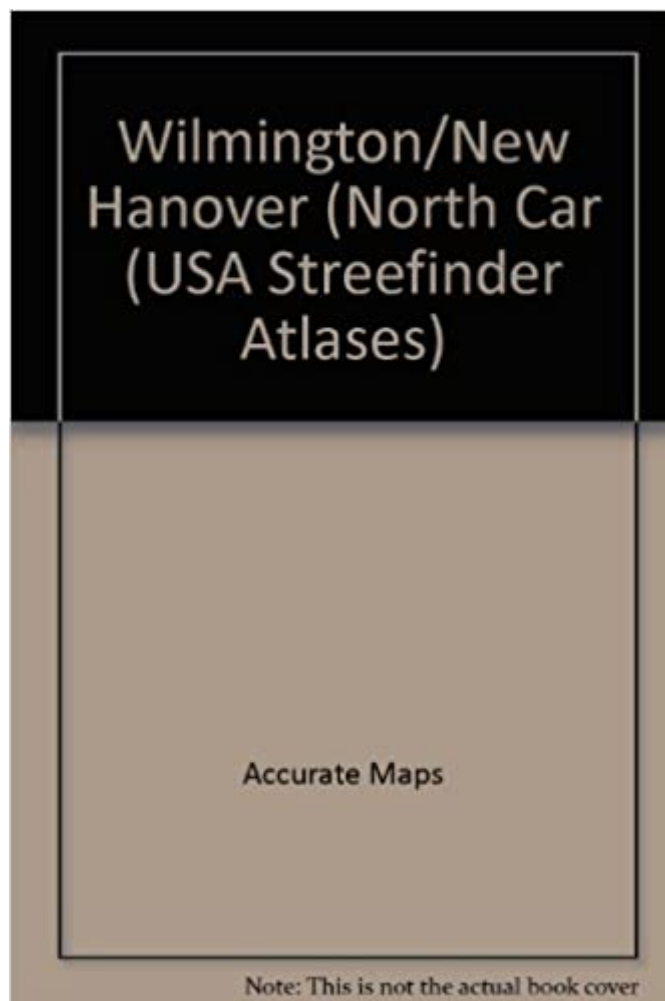 Wilmington/New
Hanover (North Car
(USA Streefinder
Atlases)
Accurate Maps
Note: This is not the actual book cover